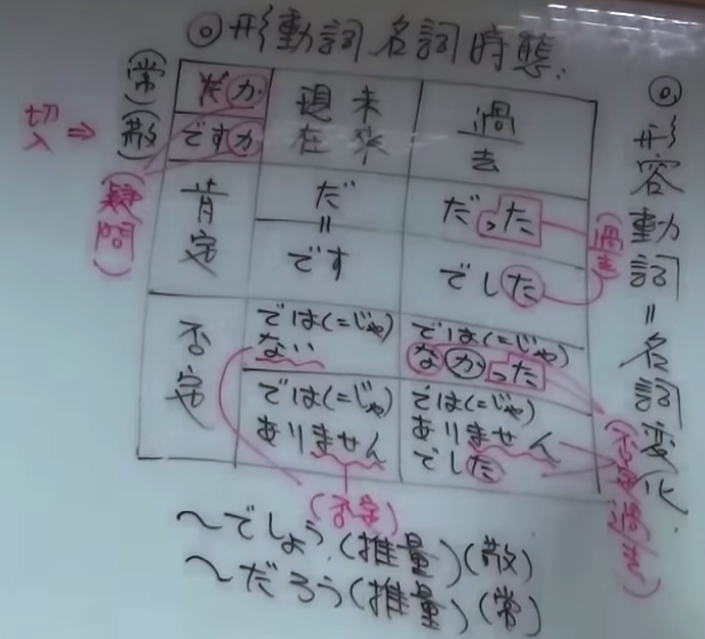 ◎形動詞名詞時態.
(常) だか
(散) ですか
切入⇒
(疑問)
現在 未來
過去
肯定
だ
=
です
だった
でした
(過去)
否定
では(=じゃ)
ない
では(=じゃ)
なかった
では(=じゃ)
ありません
では(=じゃ)
ありません
でした
(否定)
(否定過去)
◎形容動詞=名詞変化.
〜でしょう(推量)(散)
〜だろう(推量)(常)